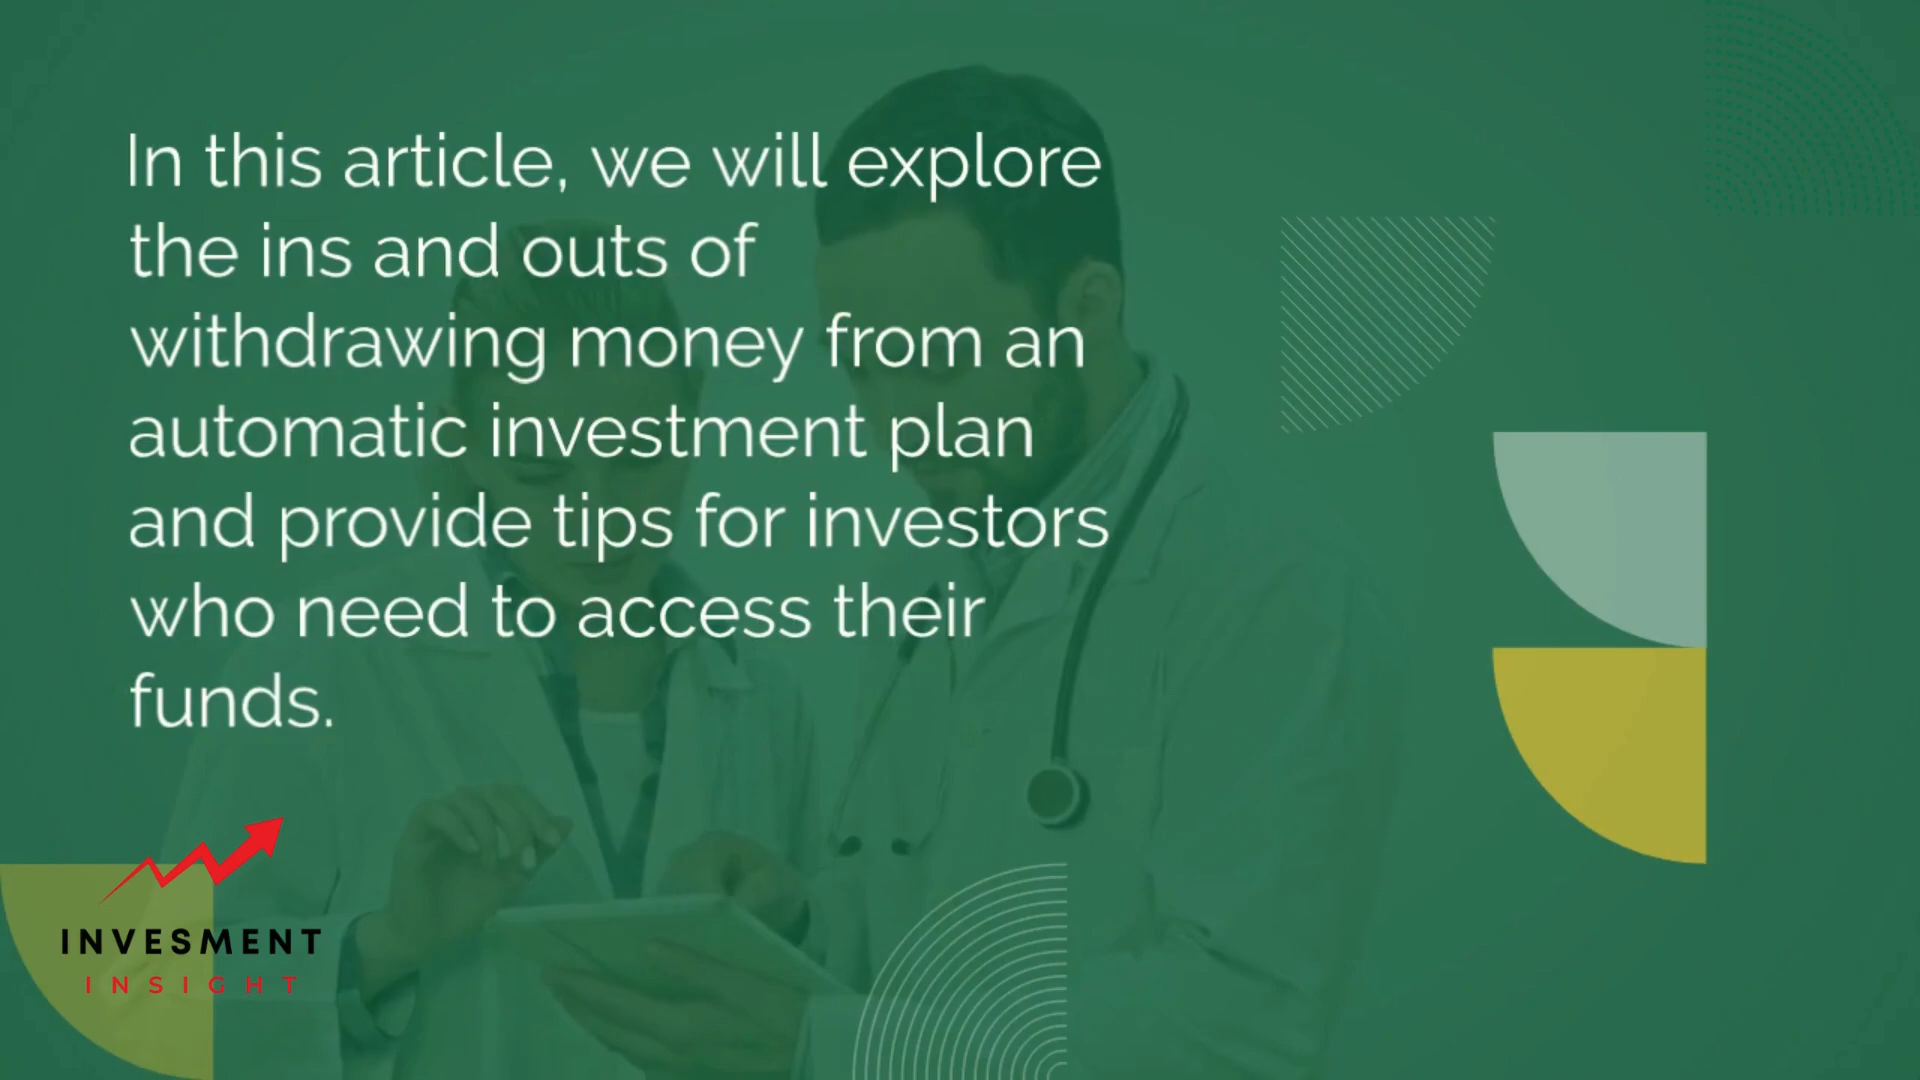 In this article, we will explore
the ins and outs of
withdrawing money from an
automatic investment plan
and provide tips for investors
who need to access their
funds.
INVESMENT
INSIGHT